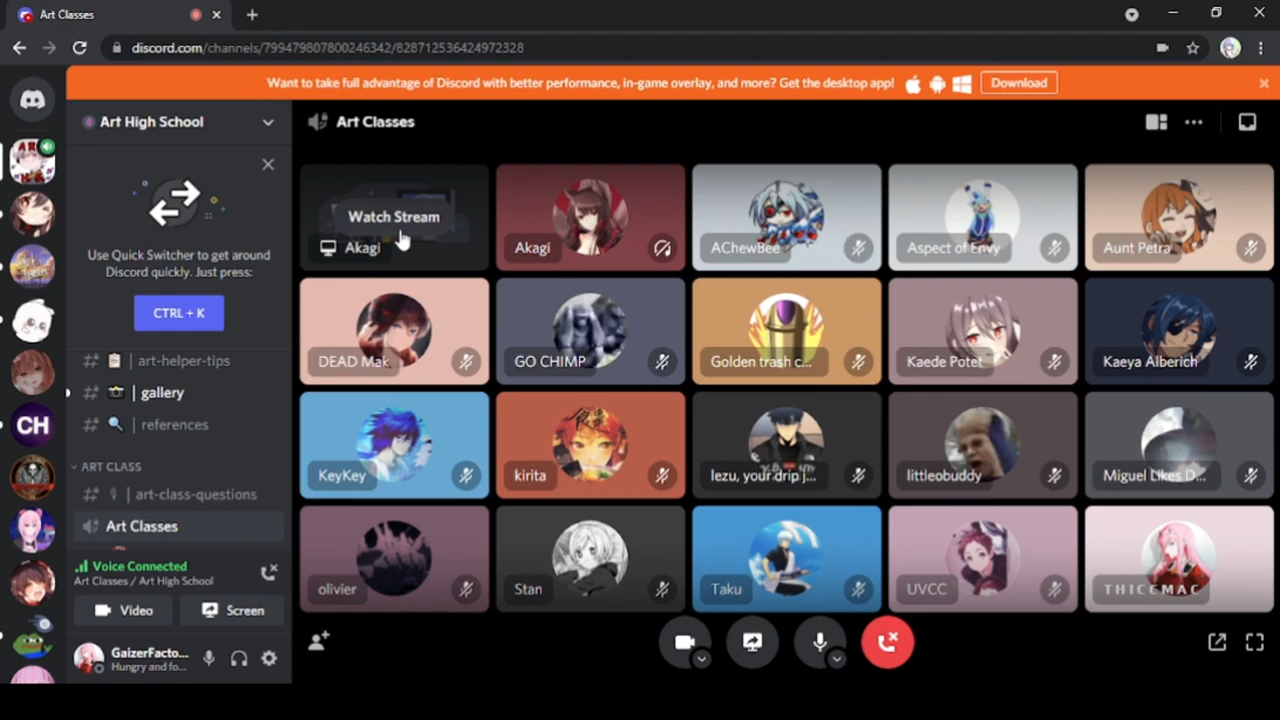 Art Classes
discord.com/channels/799479807800246342/828712536424972328
Want to take full advantage of Discord with better performance, in-game overlay, and more? Get the desktop app!
Download
Art High School
Use Quick Switcher to get around
Discord quickly. Just press:
CTRL + K
# | art-helper-tips
# | gallery
# | references
ART CLASS
# | art-class-questions
Art Classes
Voice Connected
Art Classes / Art High School
Video
Screen
GaizerFacto...
Hungry and fo...
CH
Art Classes
Watch Stream
Akagi
Akagi
AChewBee
Aspect of Envy
Aunt Petra
DEAD Mak
GO CHIMP
Golden trash c...
Kaede Potet
Kaeya Alberich
KeyKey
kirita
lezu, your drip j...
littleobuddy
Miguel Likes D...
olivier
Stan
Taku
UVCC
THICCMAC